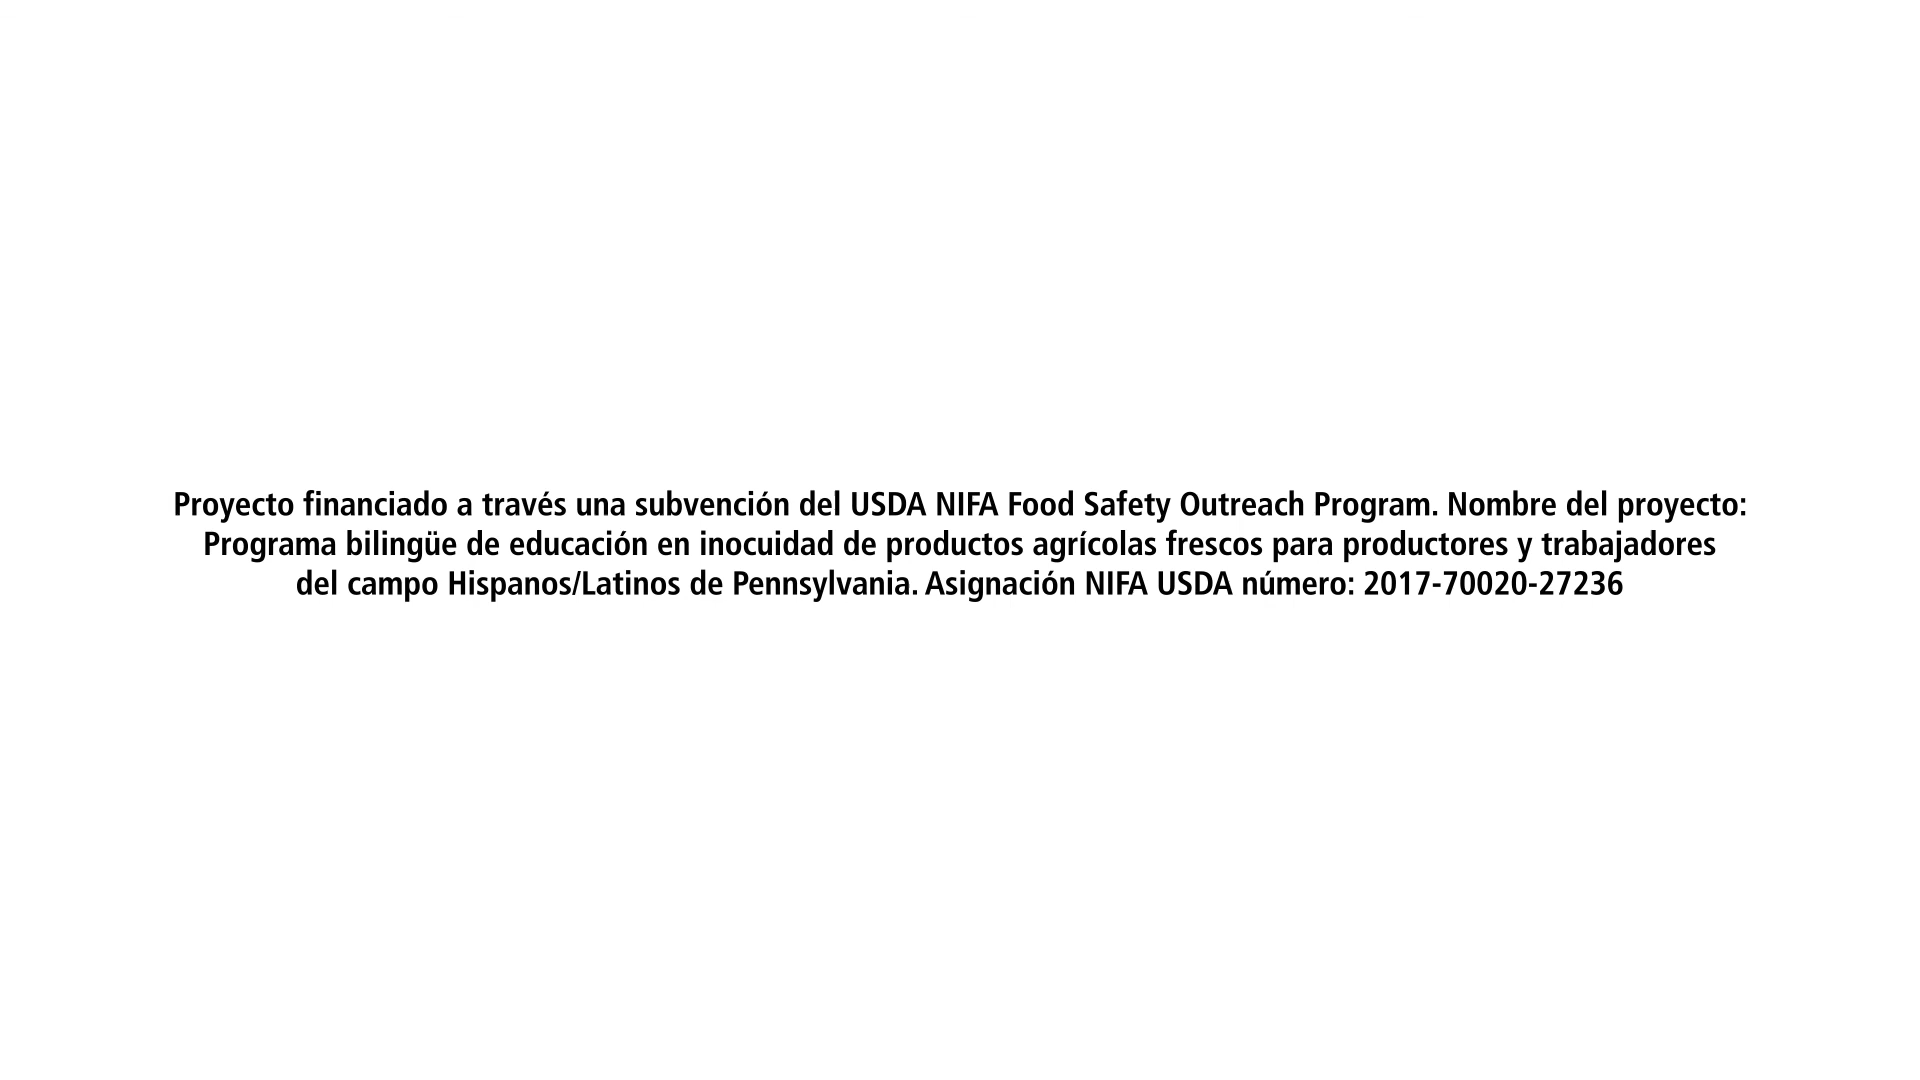 Proyecto financiado a través una subvención del USDA NIFA Food Safety Outreach Program. Nombre del proyecto:
Programa bilingüe de educación en inocuidad de productos agrícolas frescos para productores y trabajadores
del campo Hispanos/Latinos de Pennsylvania. Asignación NIFA USDA número: 2017-70020-27236